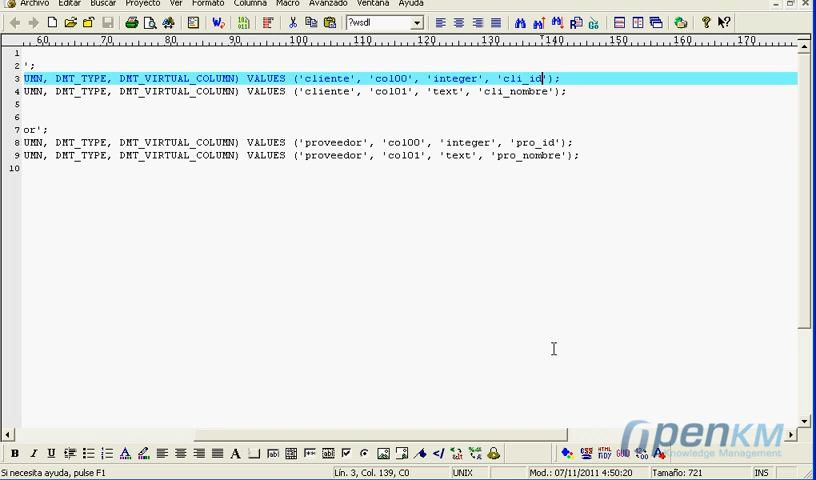 Archivo Editar Buscar Proyecto Ver Formato Columna Macro Avanzado Ventana Ayuda
?wsdl
60 70 80 90 100 110 120 130 140 150 160 170
1
2 ';
3 UMN, DMT_TYPE, DMT_VIRTUAL_COLUMN) VALUES ('cliente', 'col00', 'integer', 'cli_id');
4 UMN, DMT_TYPE, DMT_VIRTUAL_COLUMN) VALUES ('cliente', 'col01', 'text', 'cli_nombre');
5
6
7 or';
8 UMN, DMT_TYPE, DMT_VIRTUAL_COLUMN) VALUES ('proveedor', 'col00', 'integer', 'pro_id');
9 UMN, DMT_TYPE, DMT_VIRTUAL_COLUMN) VALUES ('proveedor', 'col01', 'text', 'pro_nombre');
10
OpenKM
Knowledge Management
Si necesita ayuda, pulse F1 Lín. 3, Col. 139, C0 UNIX Mod.: 07/11/2011 4:50:20 Tamaño: 721 INS